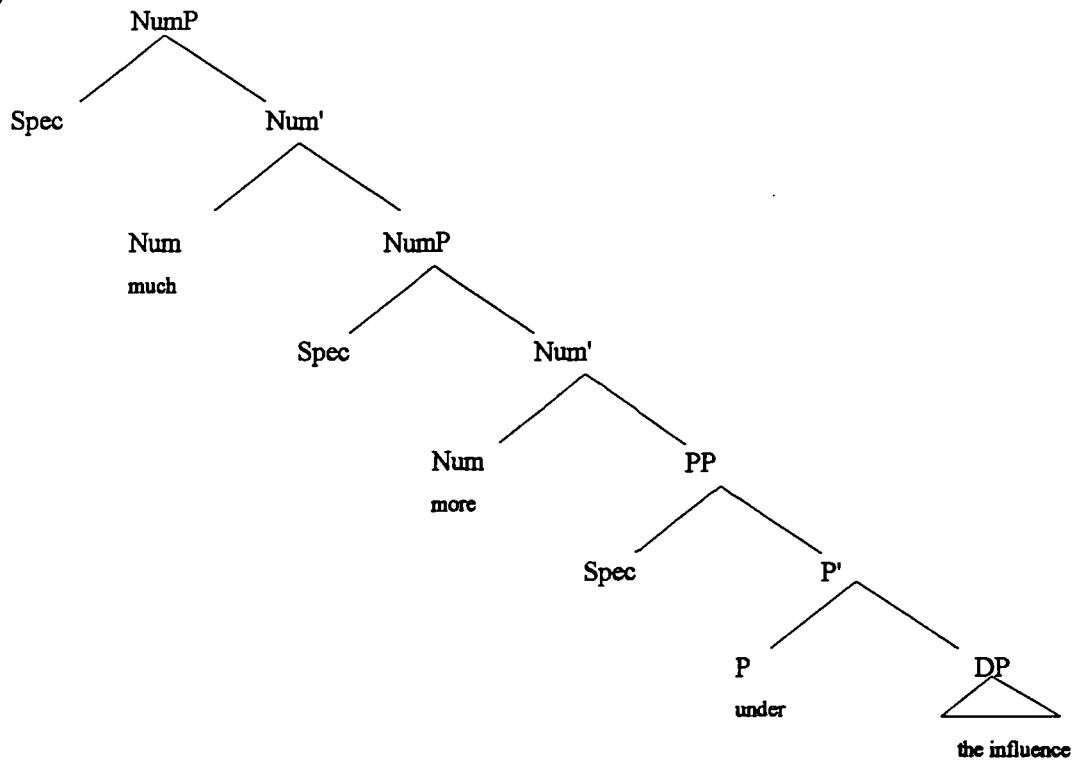 NumP
Spec Num'
Num NumP
much
Spec Num'
Num PP
more
Spec P'
P DP
under
the influence